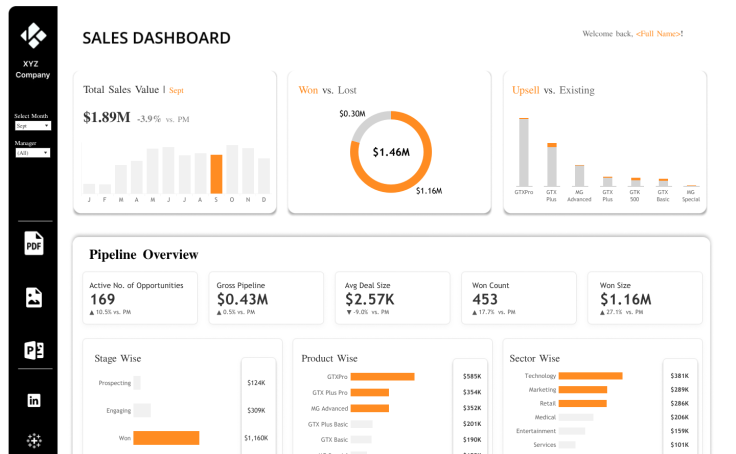 XYZ
Company
Select Month
Sept
Manager
(All)
PDF
P
in
SALES DASHBOARD
Welcome back, <Full Name>!
Total Sales Value | Sept
$1.89M -3.9% vs. PM
J F M A M J J A S O N D
Won vs. Lost
$0.30M
$1.46M
$1.16M
Upsell vs. Existing
GTXPro GTX Plus MG Advanced GTX Plus GTK 500 GTX Basic MG Special
Pipeline Overview
Active No. of Opportunities
169
▲ 10.5% vs. PM
Gross Pipeline
$0.43M
▲ 0.5% vs. PM
Avg Deal Size
$2.57K
▼ -9.0% vs. PM
Won Count
453
▲ 17.7% vs. PM
Won Size
$1.16M
▲ 27.1% vs. PM
Stage Wise
Prospecting $124K
Engaging $309K
Won $1,160K
Product Wise
GTXPro $585K
GTX Plus Pro $354K
MG Advanced $352K
GTX Plus Basic $201K
GTX Basic $190K
Sector Wise
Technology $381K
Marketing $289K
Retail $286K
Medical $206K
Entertainment $159K
Services $101K